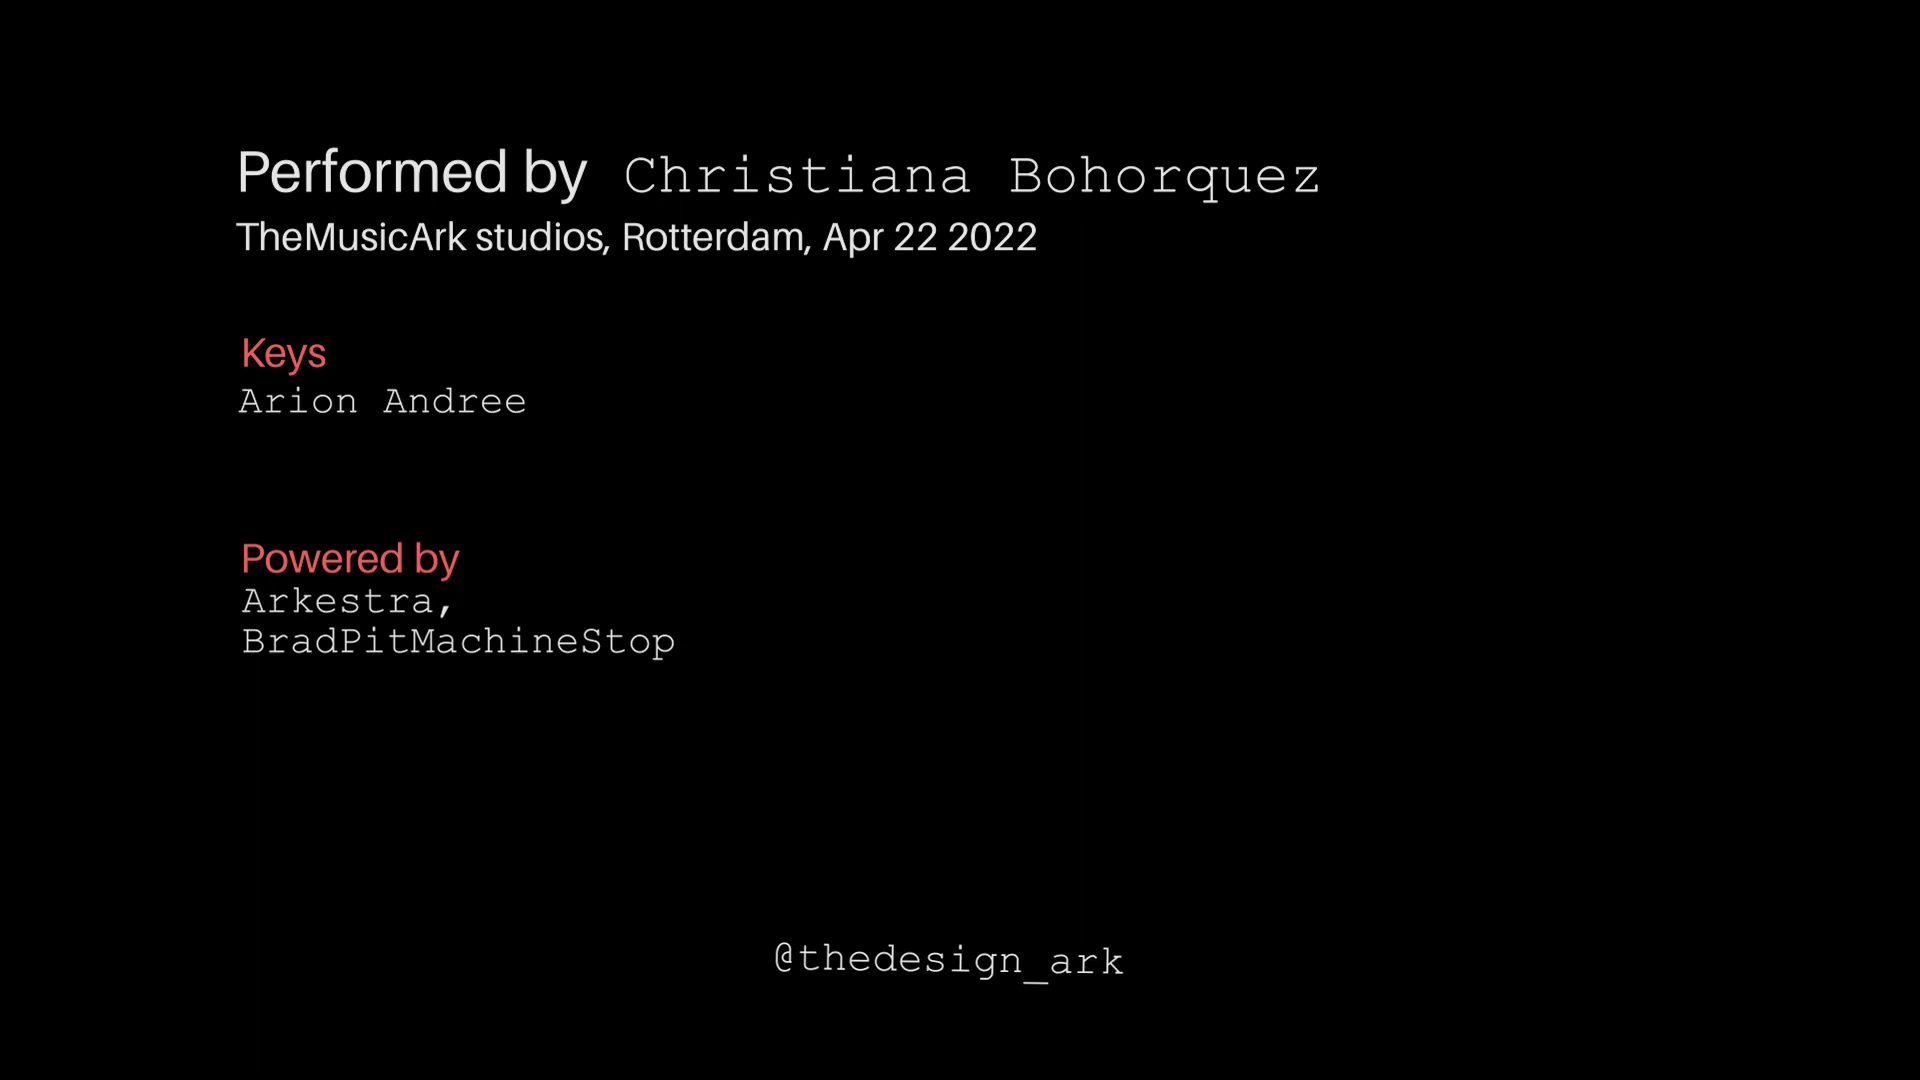 Performed by Christiana Bohorquez
TheMusicArk studios, Rotterdam, Apr 22 2022
Keys
Arion Andree
Powered by
Arkestra,
BradPitMachineStop
@thedesign_ark